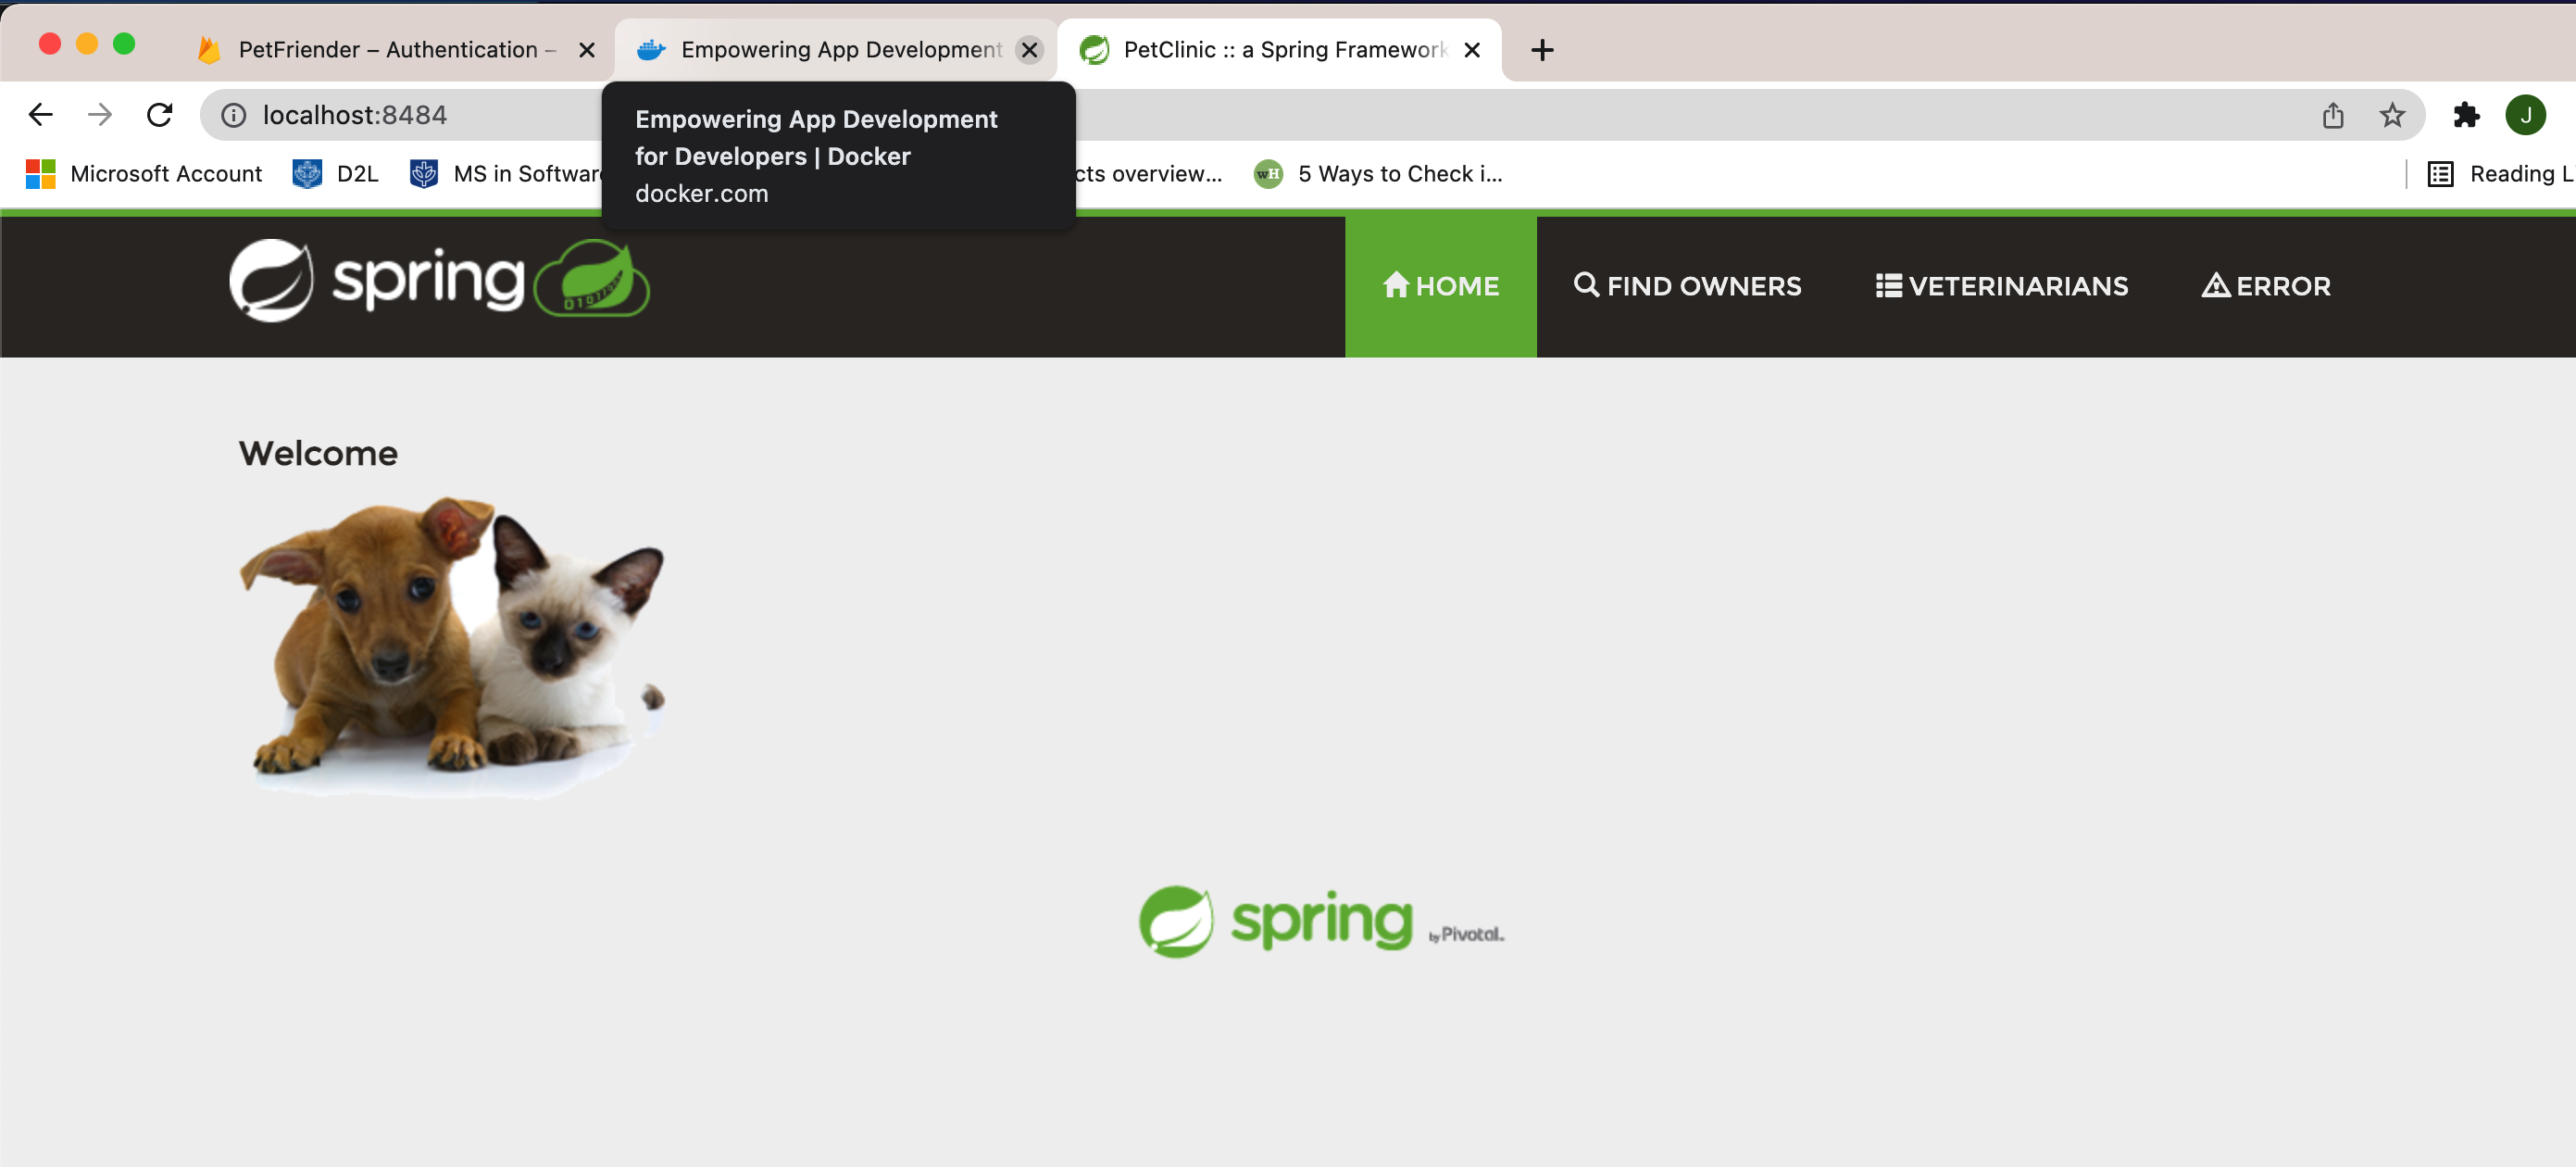 PetFriender – Authentication –
Empowering App Development
PetClinic :: a Spring Framework
localhost:8484
J
Empowering App Development
for Developers | Docker
docker.com
Microsoft Account
D2L
MS in Softwar
cts overview...
wH
5 Ways to Check i...
Reading L
spring
HOME
FIND OWNERS
VETERINARIANS
ERROR
Welcome
spring by Pivotal